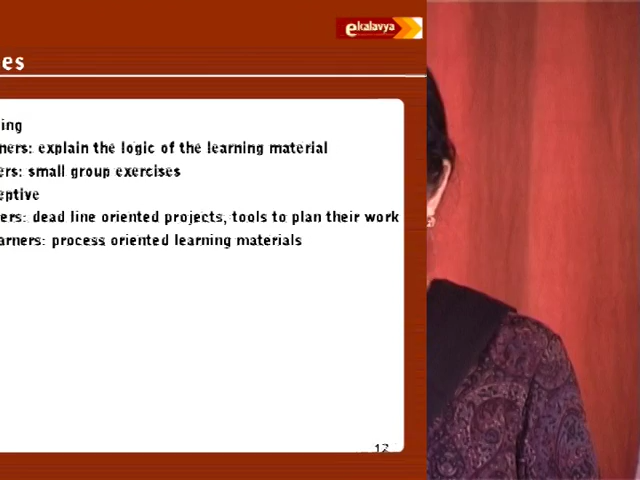 ekalavya
es
ing
ners: explain the logic of the learning material
ers: small group exercises
eptive
ers: dead line oriented projects, tools to plan their work
arners: process oriented learning materials
12